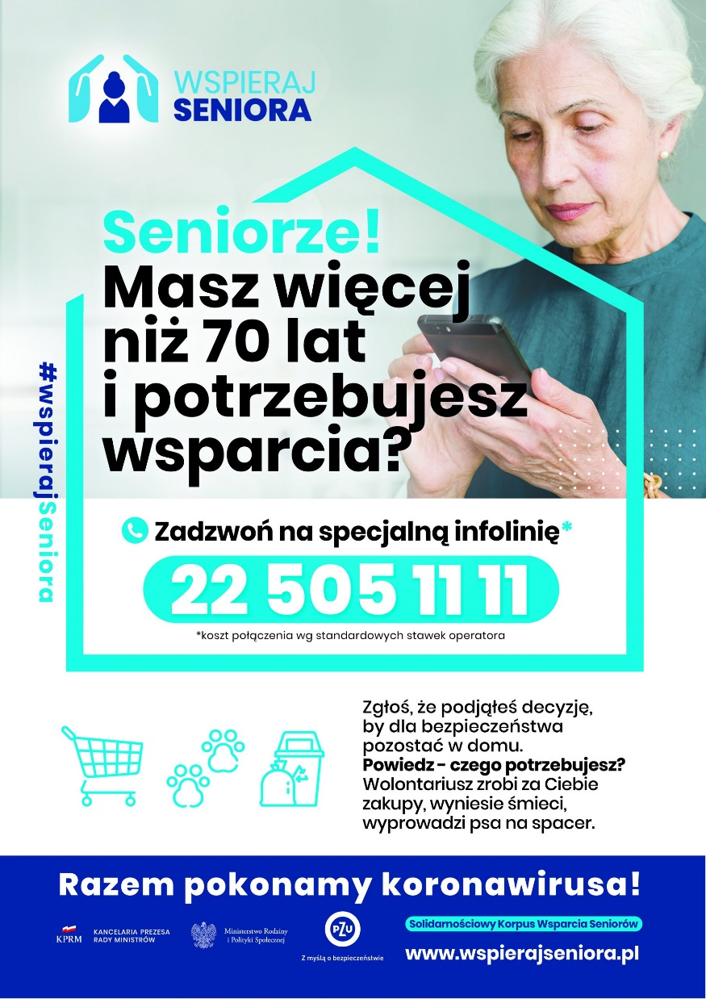 WSPIERAJ
SENIORA
Seniorze!
Masz więcej
niż 70 lat
i potrzebujesz
wsparcia?
#wspierajSeniora
Zadzwoń na specjalną infolinię*
22 505 11 11
*koszt połączenia wg standardowych stawek operatora
Zgłoś, że podjąłeś decyzję,
by dla bezpieczeństwa
pozostać w domu.
Powiedz – czego potrzebujesz?
Wolontariusz zrobi za Ciebie
zakupy, wyniesie śmieci,
wyprowadzi psa na spacer.
Razem pokonamy koronawirusa!
KPRM
KANCELARIA PREZESA
RADY MINISTRÓW
Ministerstwo Rodziny
i Polityki Społecznej
PZU
Z myślą o bezpieczeństwie
Solidarnościowy Korpus Wsparcia Seniorów
www.wspierajseniora.pl